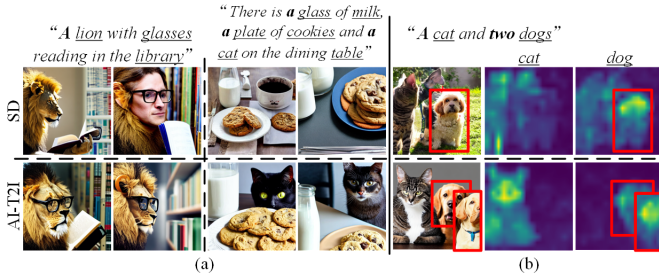 "A lion with glasses
reading in the library"
"There is a glass of milk,
a plate of cookies and a
cat on the dining table"
"A cat and two dogs"
cat
dog
SD
AI-T2I
(a)
(b)